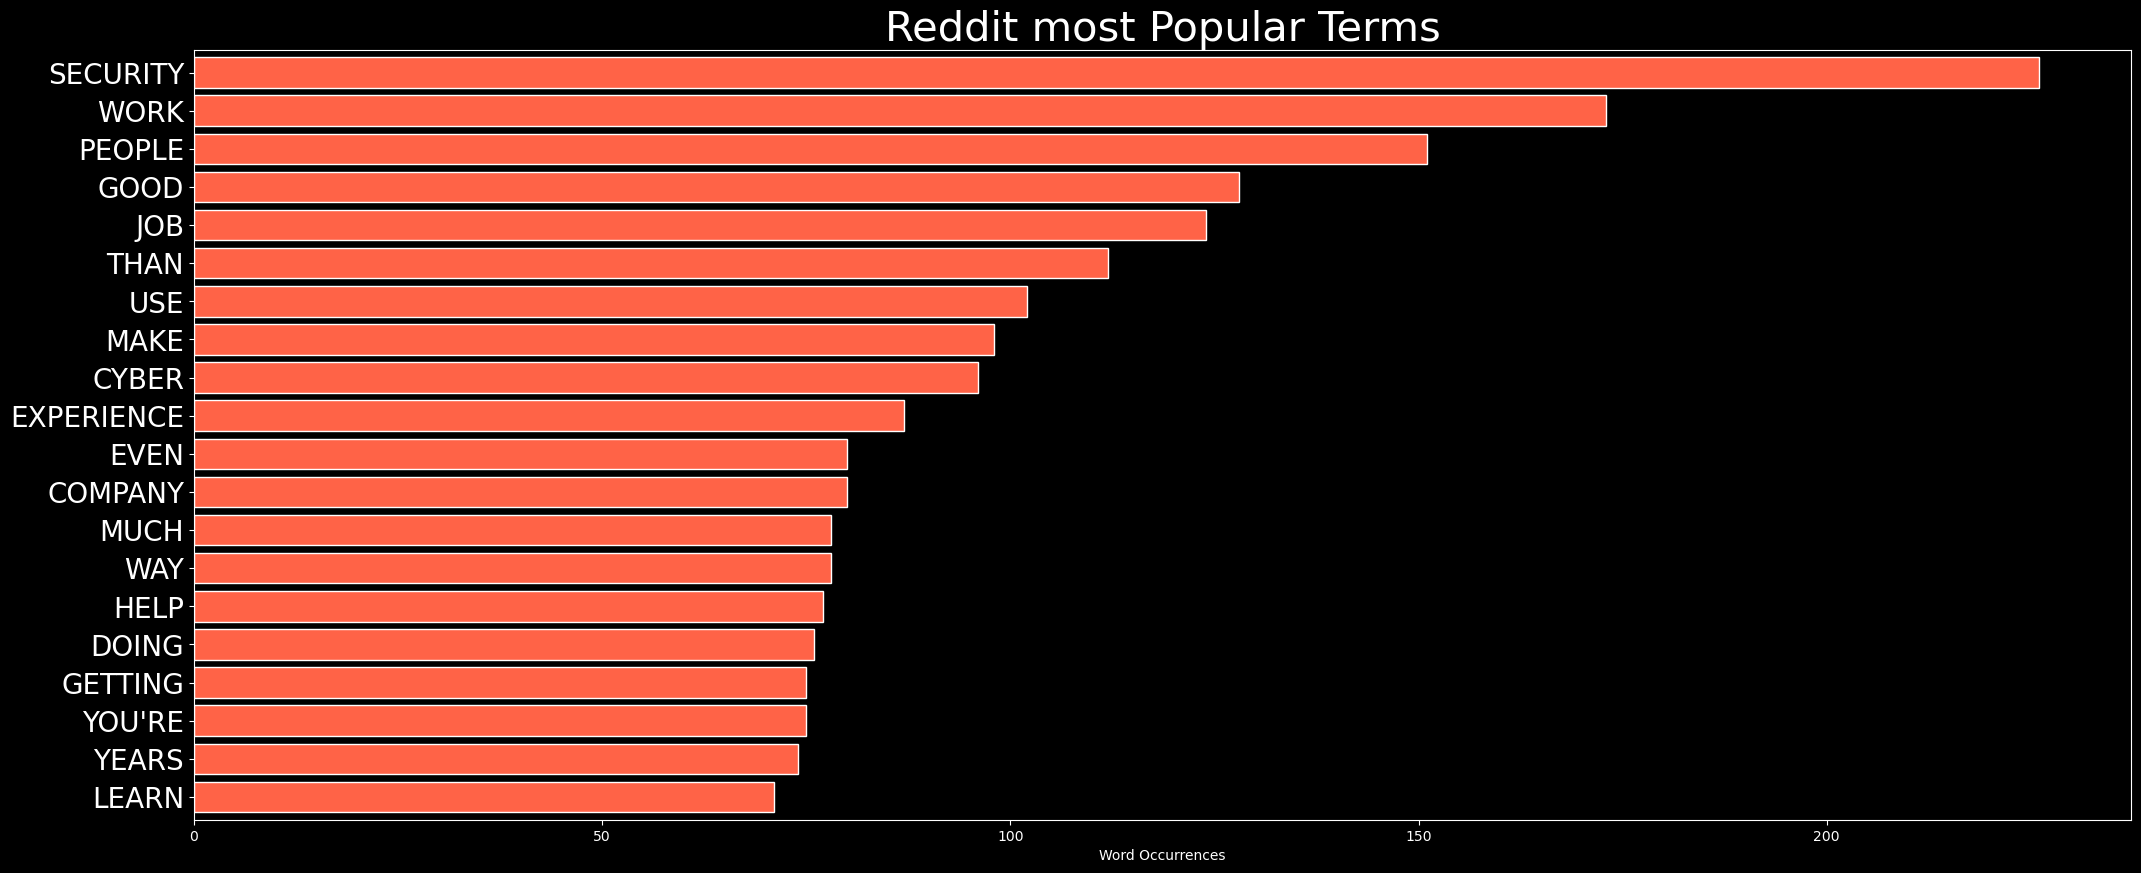 Reddit most Popular Terms
SECURITY
WORK
PEOPLE
GOOD
JOB
THAN
USE
MAKE
CYBER
EXPERIENCE
EVEN
COMPANY
MUCH
WAY
HELP
DOING
GETTING
YOU'RE
YEARS
LEARN
0 50 100 150 200
Word Occurrences